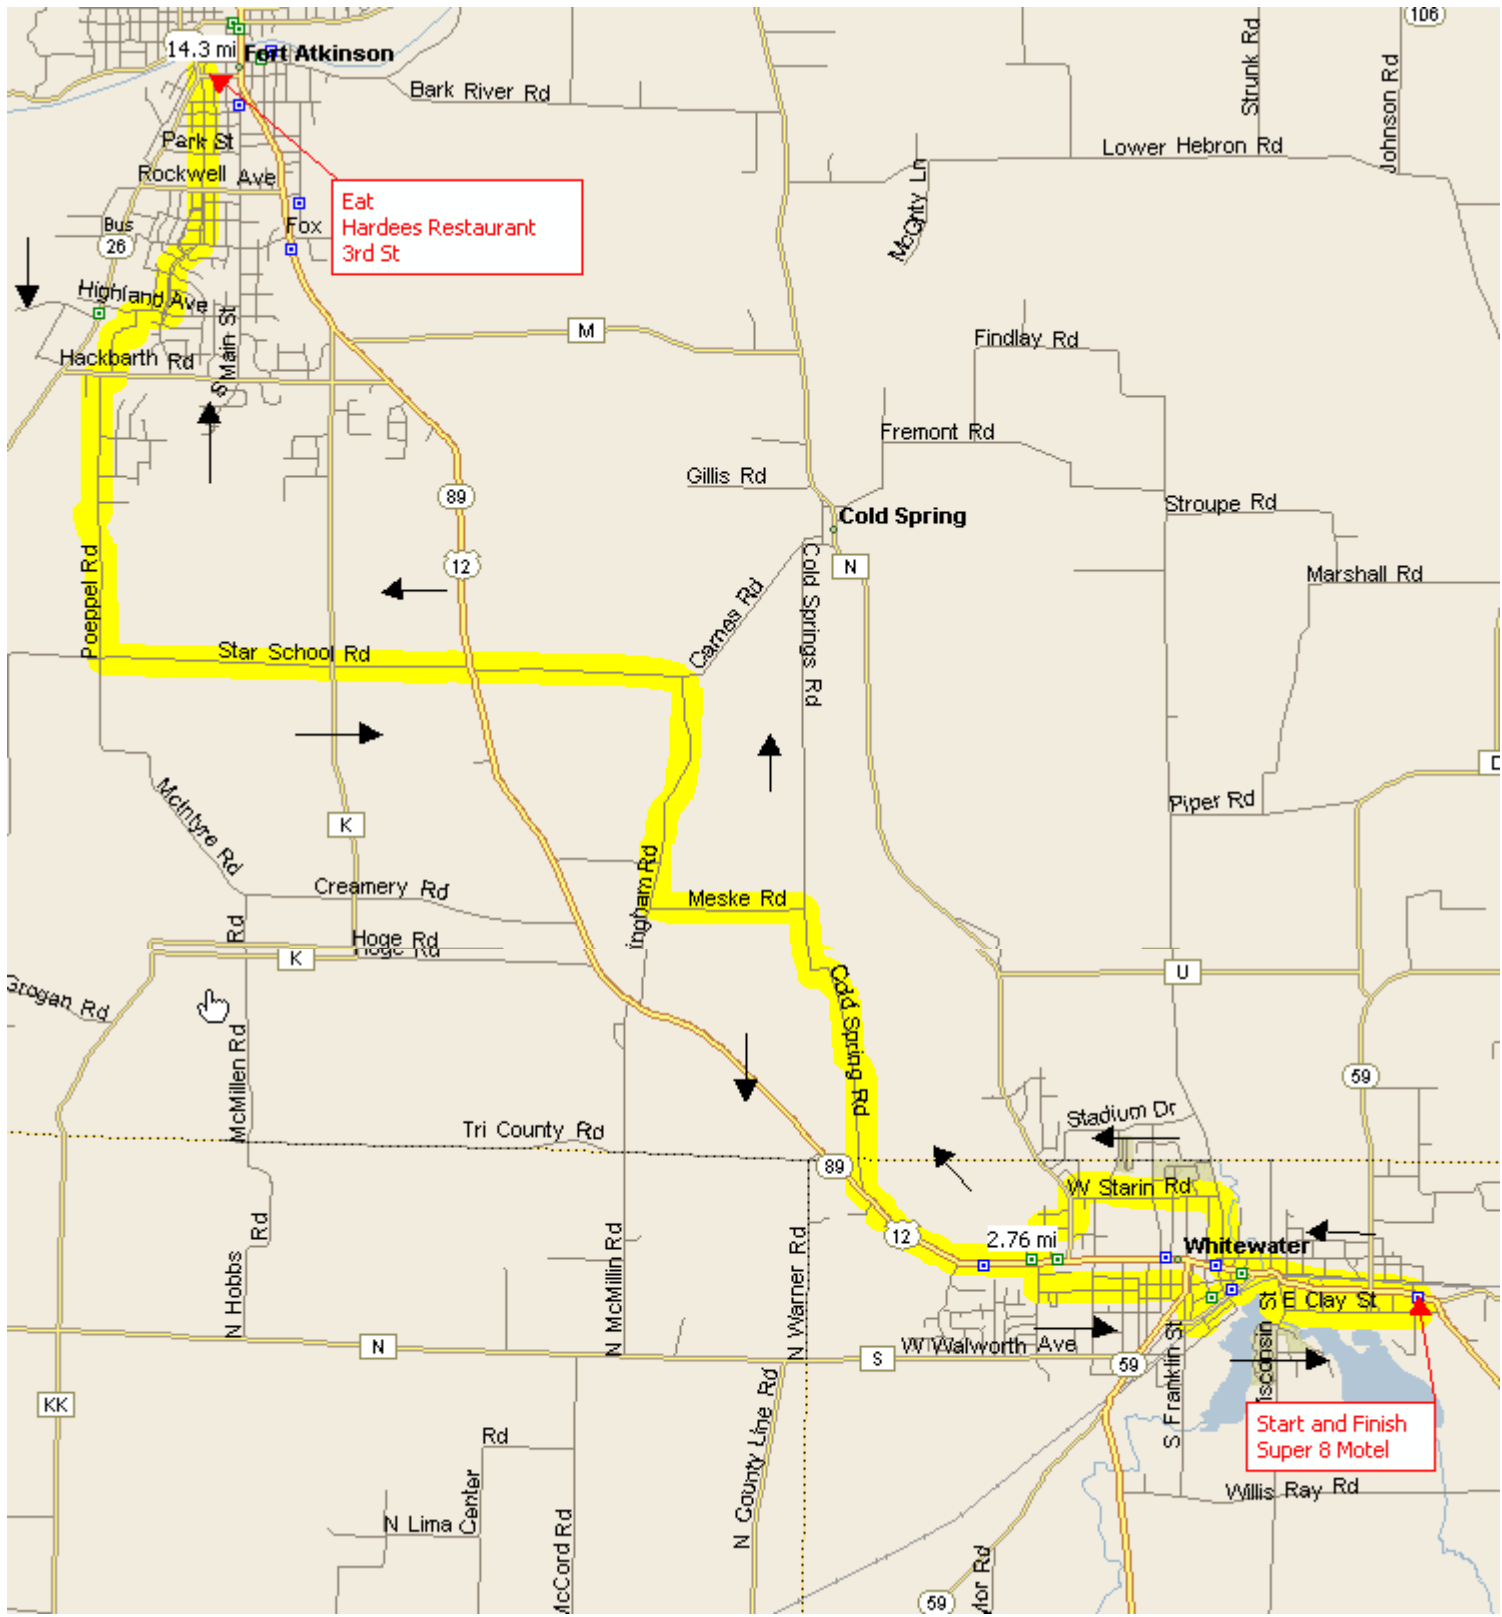 106
14.3 mi
Fort Atkinson
Bark River Rd
Strunk Rd
Johnson Rd
Park St
Lower Hebron Rd
Rockwell Ave
Eat
Hardees Restaurant
3rd St
Bus
26
Fox
Highland Ave
S Main St
M
Findlay Rd
Hackbarth Rd
Fremont Rd
Gillis Rd
89
Stroupe Rd
Cold Spring
12
N
Marshall Rd
Poeppel Rd
Carnes Rd
Cold Springs Rd
Star School Rd
Piper Rd
McIntyre Rd
K
Creamery Rd
Ingham Rd
Meske Rd
Rd
Hoge Rd
Hoge Rd
K
U
Grogan Rd
McMillen Rd
Cold Spring Rd
59
Stadium Dr
Tri County Rd
89
W Starin Rd
N Hobbs Rd
N McMillin Rd
N Warner Rd
12
2.76 mi
Whitewater
E Clay St
N
S
W Walworth Ave
59
S Franklin St
St
KK
N County Line Rd
Start and Finish
Super 8 Motel
Rd
N Lima Center
Willis Ray Rd
McCord Rd
59
Rd